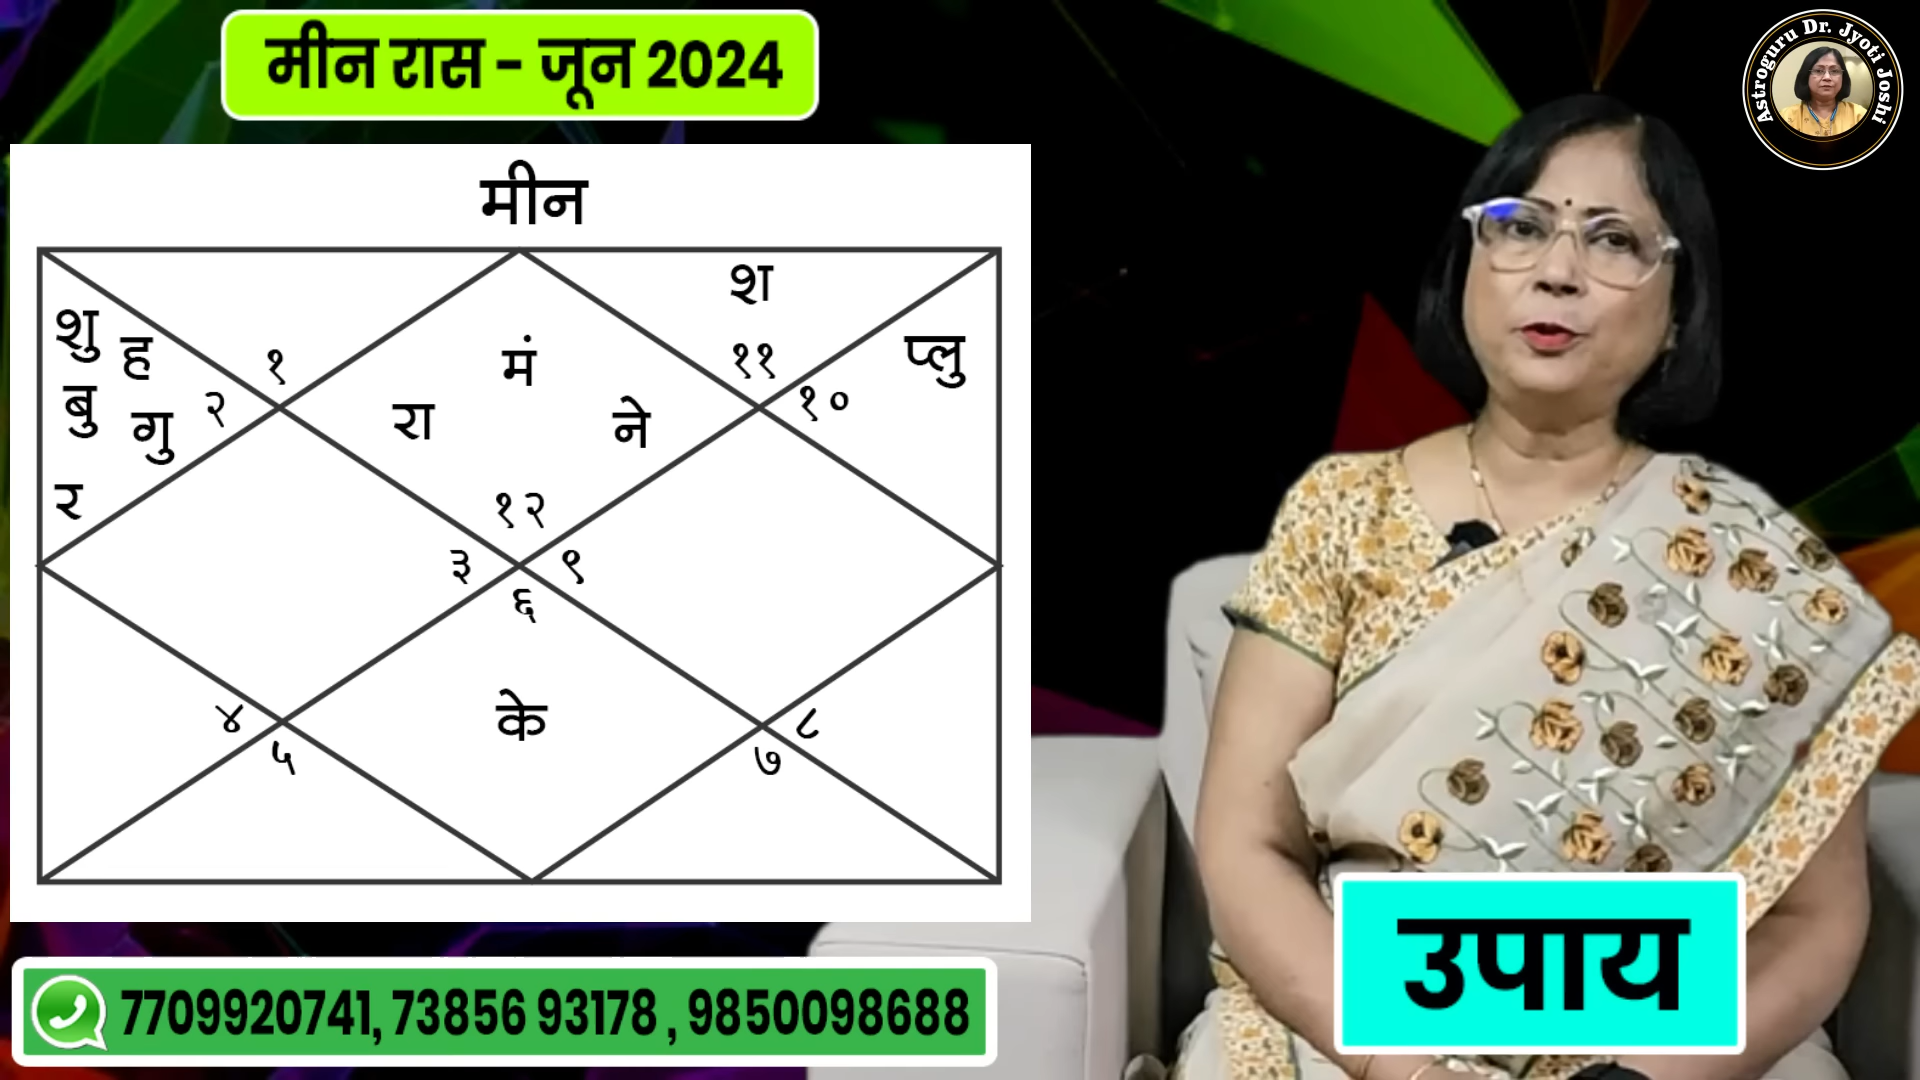 मीन रास - जून 2024
Astroguru Dr. Jyoti Joshi
मीन
श
शु ह
१ मं ११ प्लु
बु गु २ रा ने १०
र
१२
३ ९
६
४ के ८
५ ७
7709920741, 73856 93178 , 9850098688
उपाय